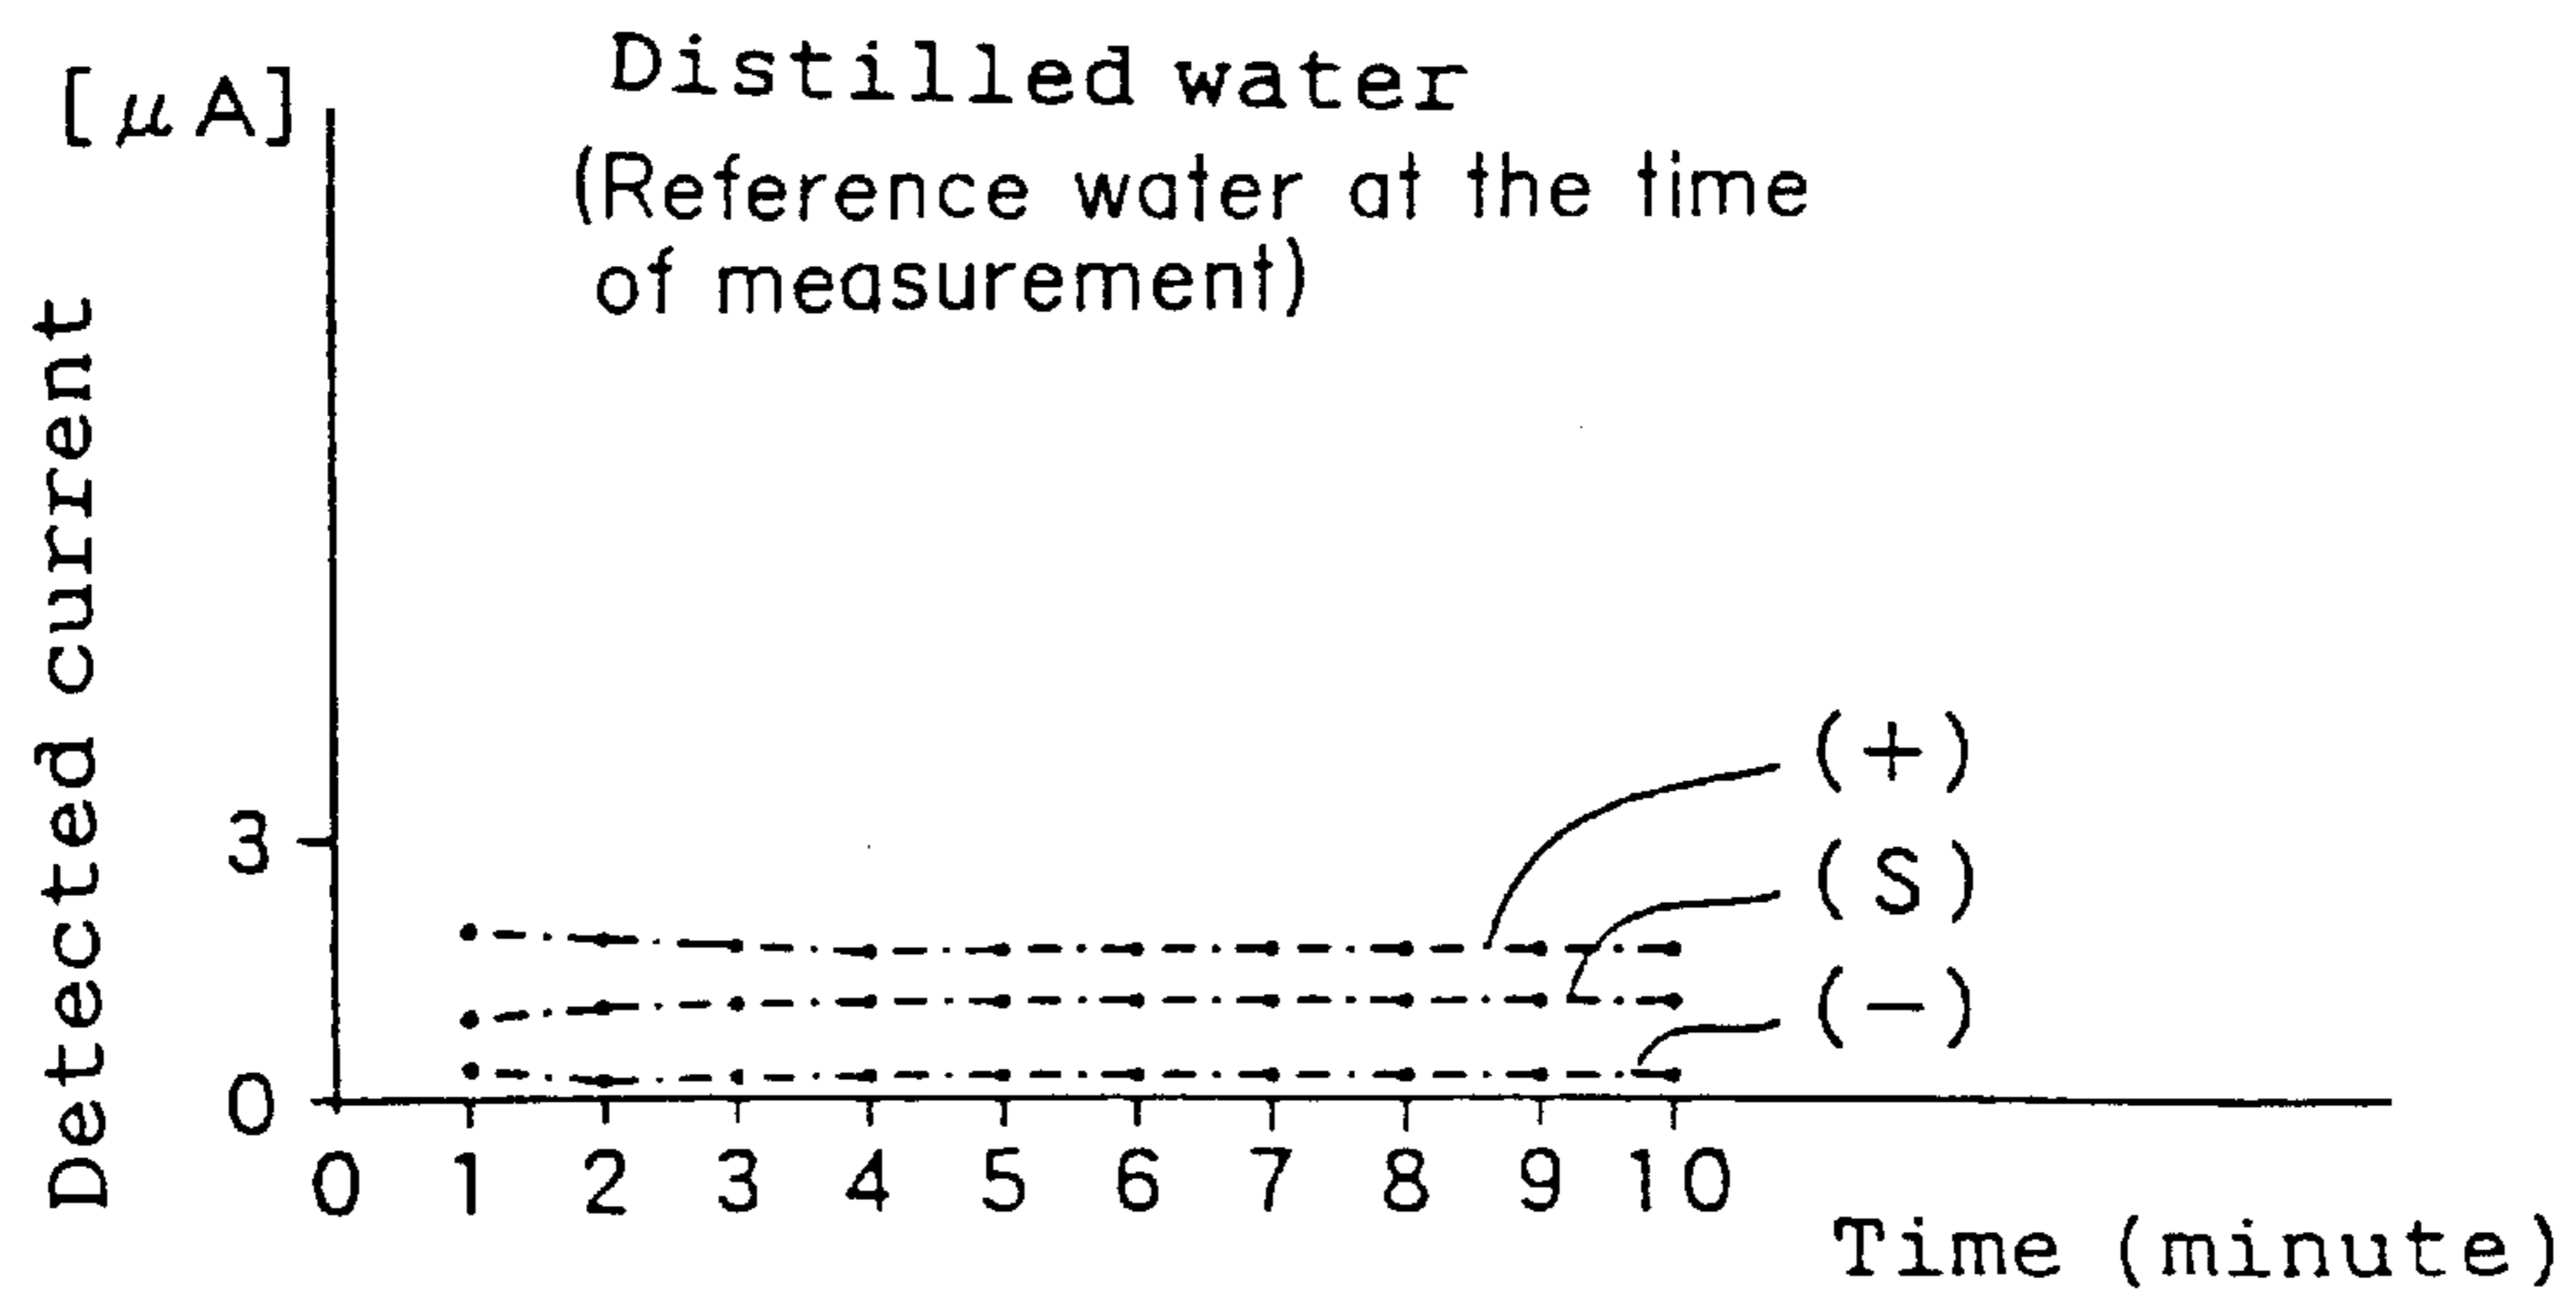 [μA]
Distilled water
(Reference water at the time
of measurement)
Detected current
(+)
3
(S)
(-)
0
0 1 2 3 4 5 6 7 8 9 10
Time (minute)